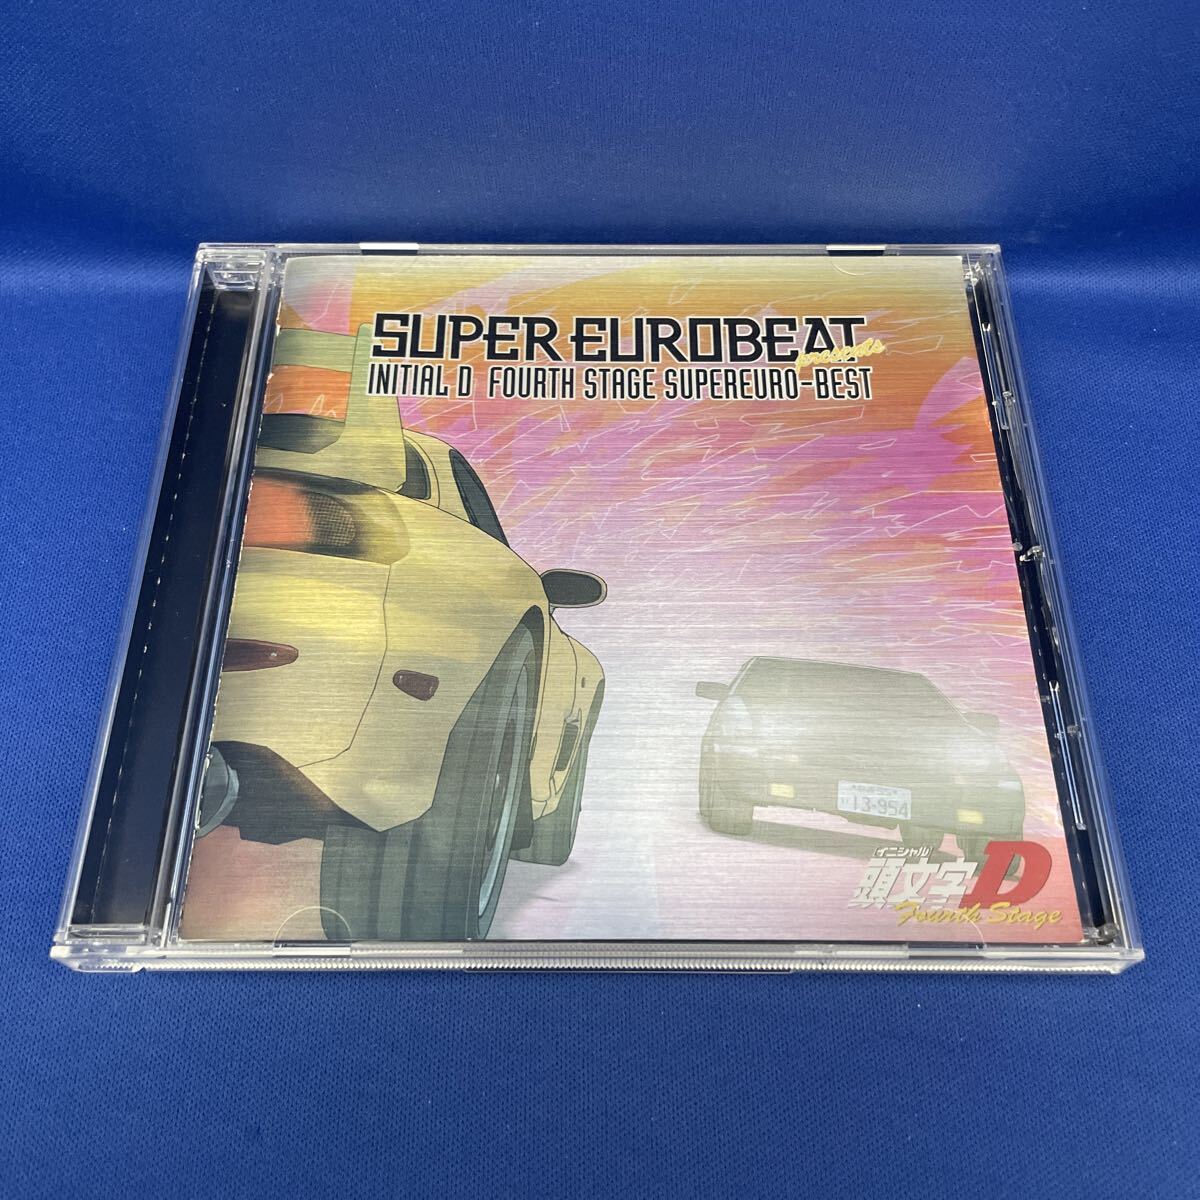 SUPER EUROBEAT
presents
INITIAL D FOURTH STAGE SUPEREURO-BEST
13-954
[イニシャル]
頭文字D
Fourth Stage